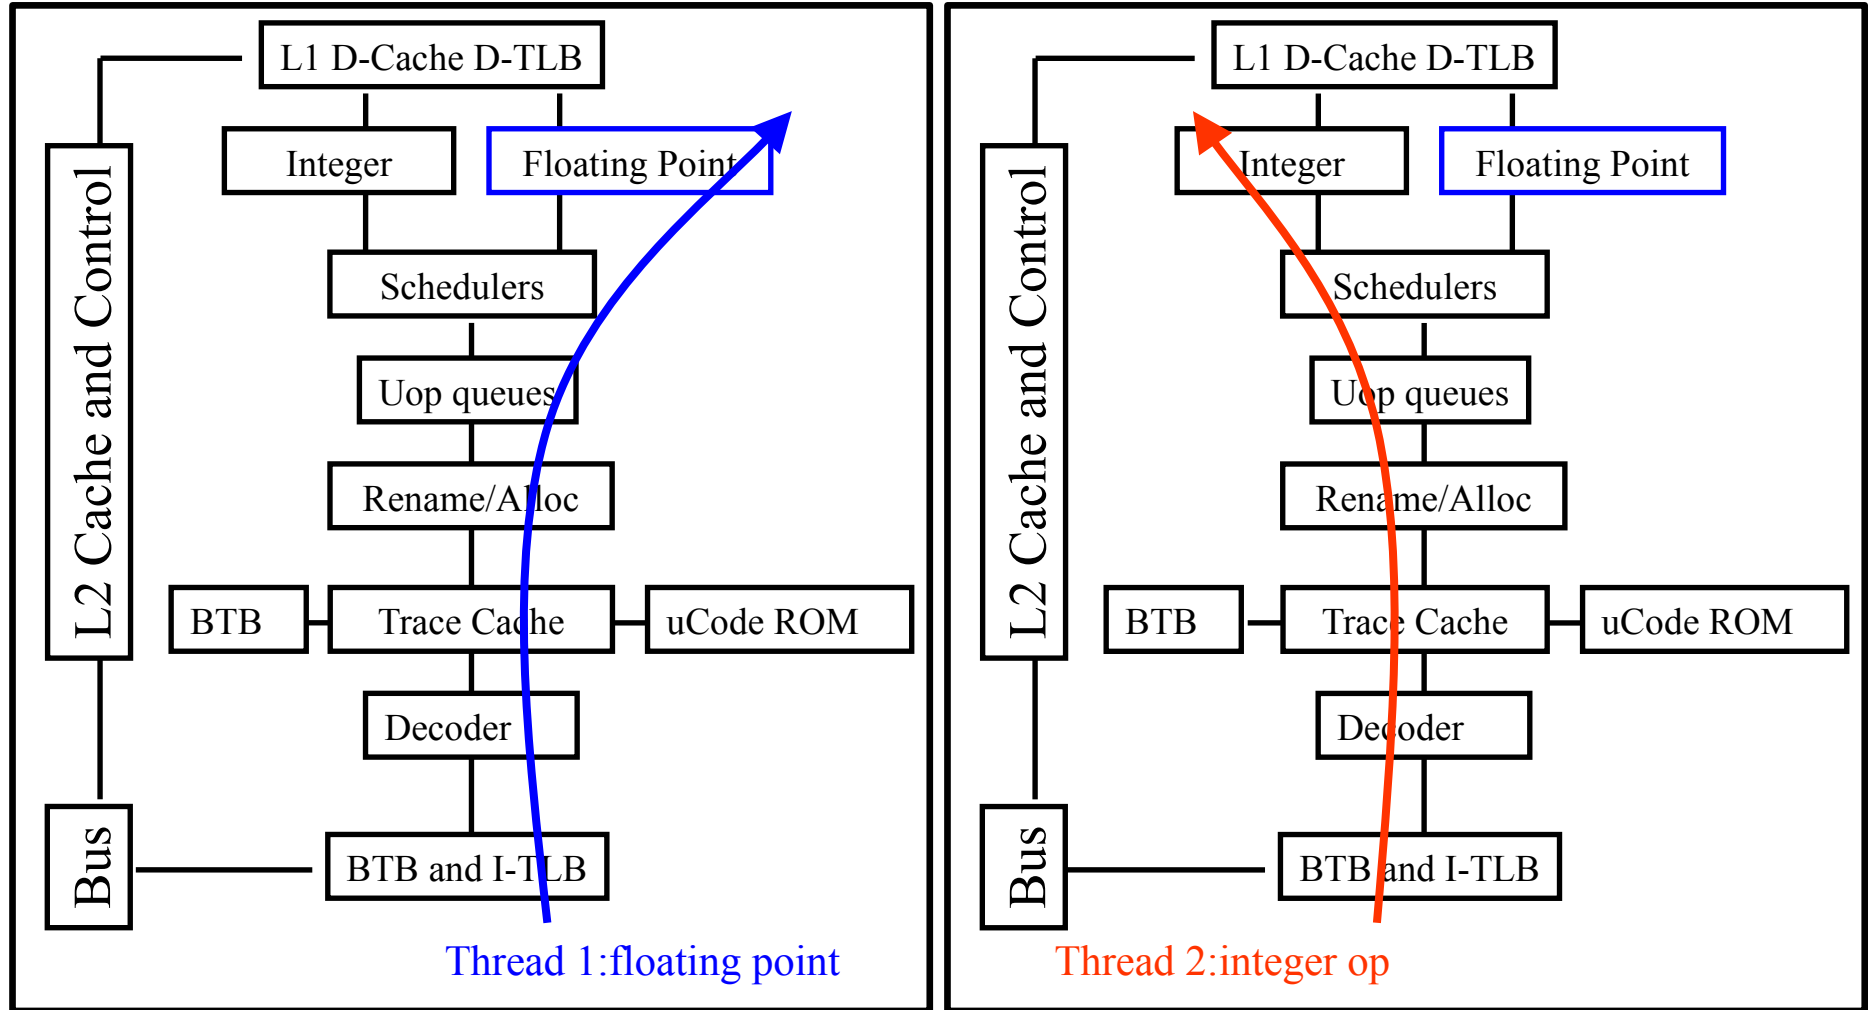 L1 D-Cache D-TLB
Integer
Floating Point
L2 Cache and Control
Schedulers
Uop queues
Rename/Alloc
BTB
Trace Cache
uCode ROM
Decoder
Bus
BTB and I-TLB
Thread 1:floating point
L1 D-Cache D-TLB
Integer
Floating Point
L2 Cache and Control
Schedulers
Uop queues
Rename/Alloc
BTB
Trace Cache
uCode ROM
Decoder
Bus
BTB and I-TLB
Thread 2:integer op